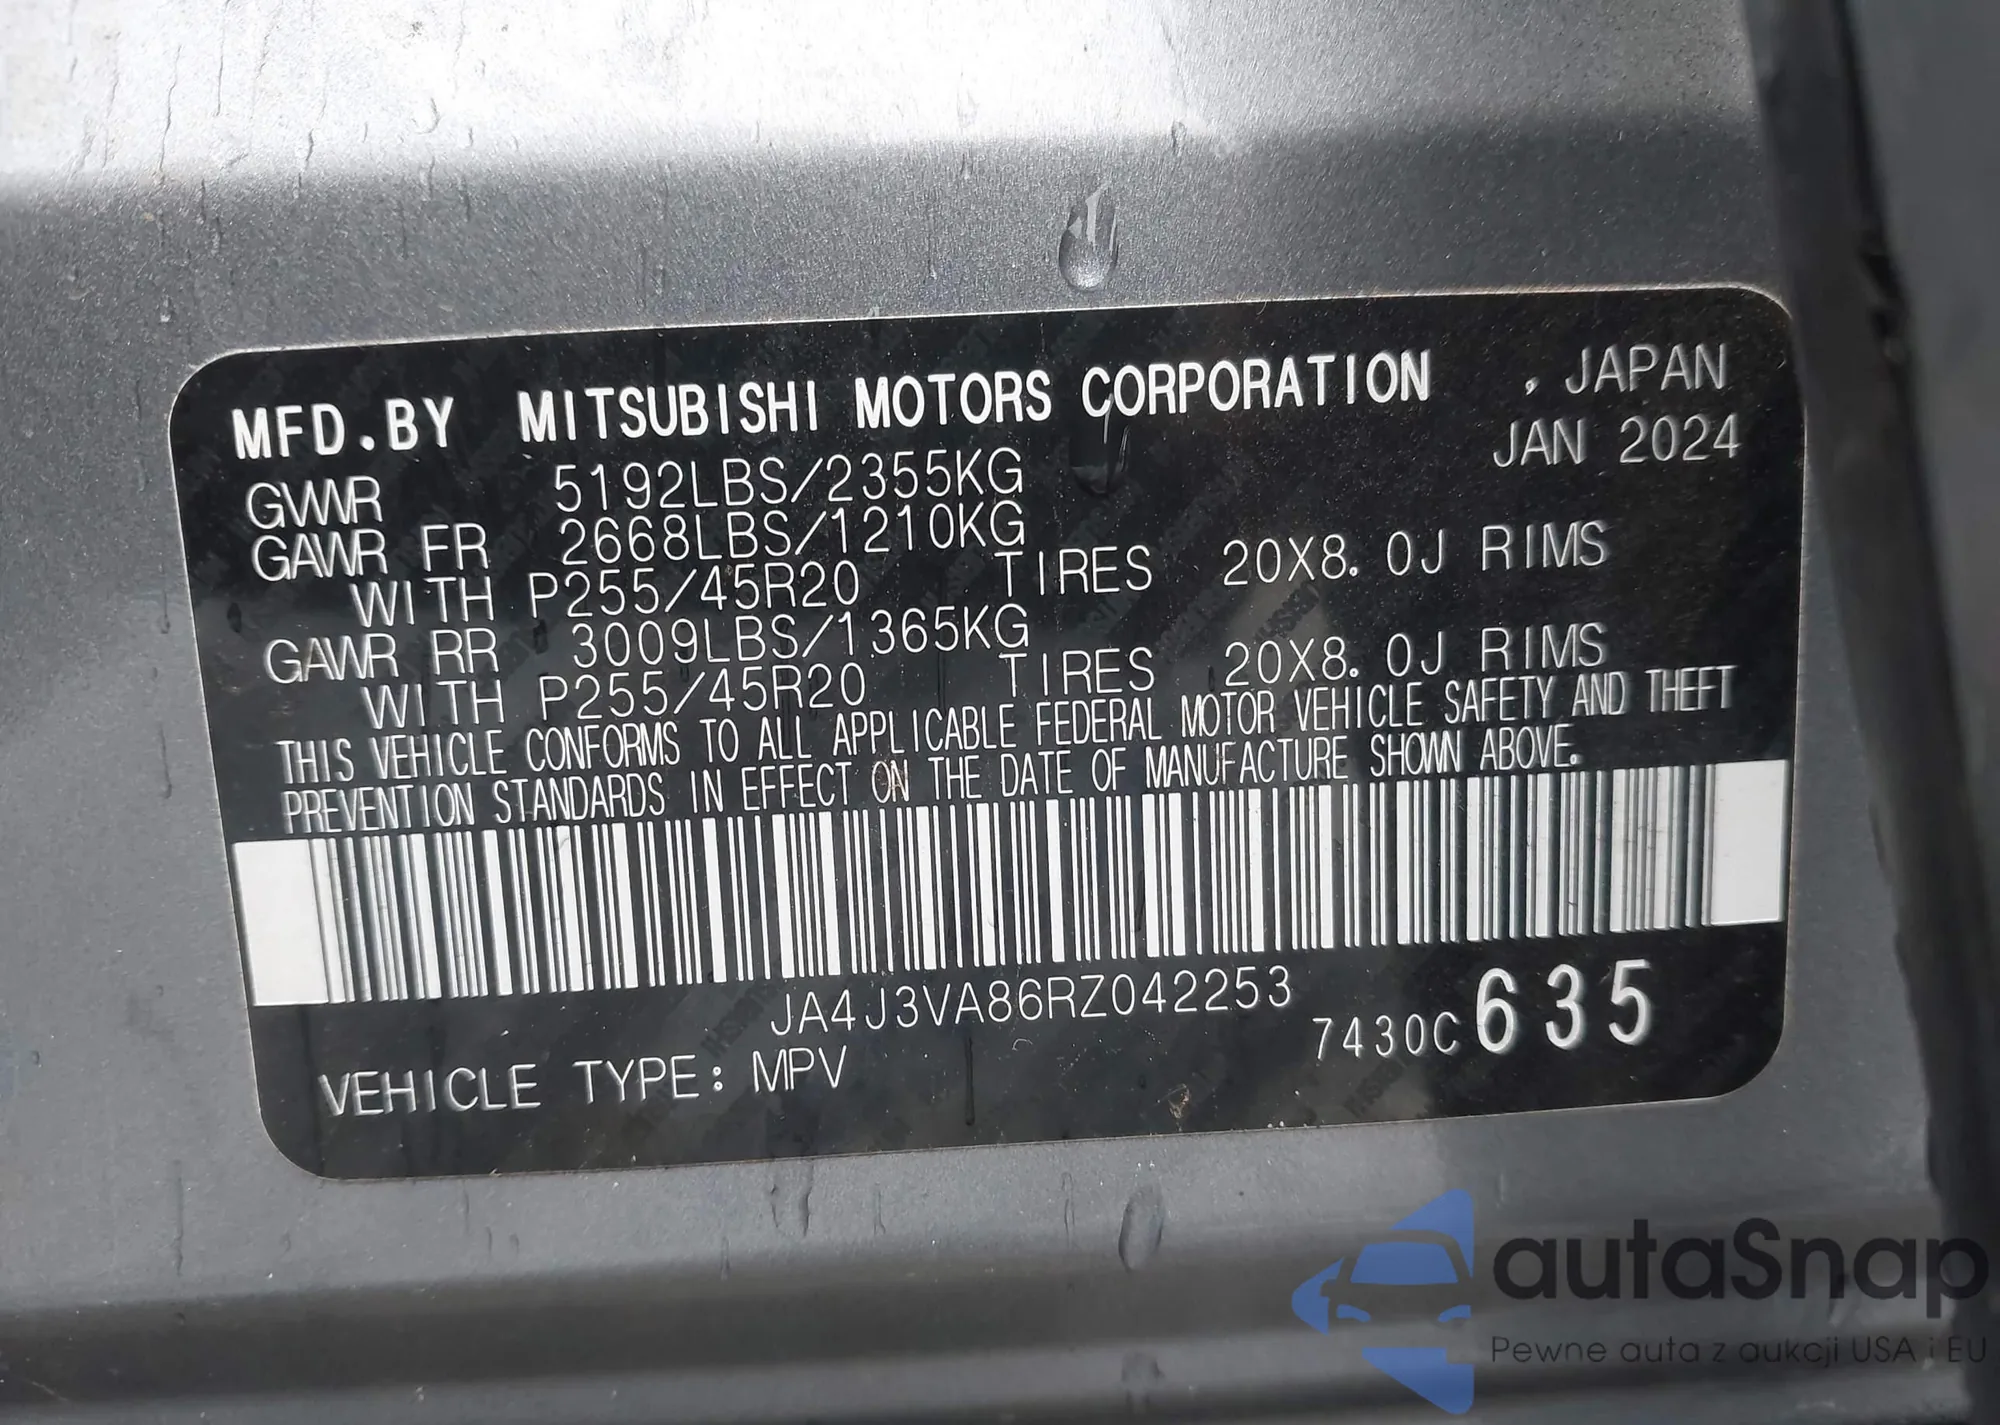 MFD.BY MITSUBISHI MOTORS CORPORATION , JAPAN
JAN 2024
GVWR 5192LBS/2355KG
GAWR FR 2668LBS/1210KG
WITH P255/45R20 TIRES 20X8.0J RIMS
GAWR RR 3009LBS/1365KG
WITH P255/45R20 TIRES 20X8.0J RIMS
THIS VEHICLE CONFORMS TO ALL APPLICABLE FEDERAL MOTOR VEHICLE SAFETY AND THEFT
PREVENTION STANDARDS IN EFFECT ON THE DATE OF MANUFACTURE SHOWN ABOVE.
JA4J3VA86RZ042253
7430C 635
VEHICLE TYPE: MPV
autaSnap
Pewne auta z aukcji USA i EU